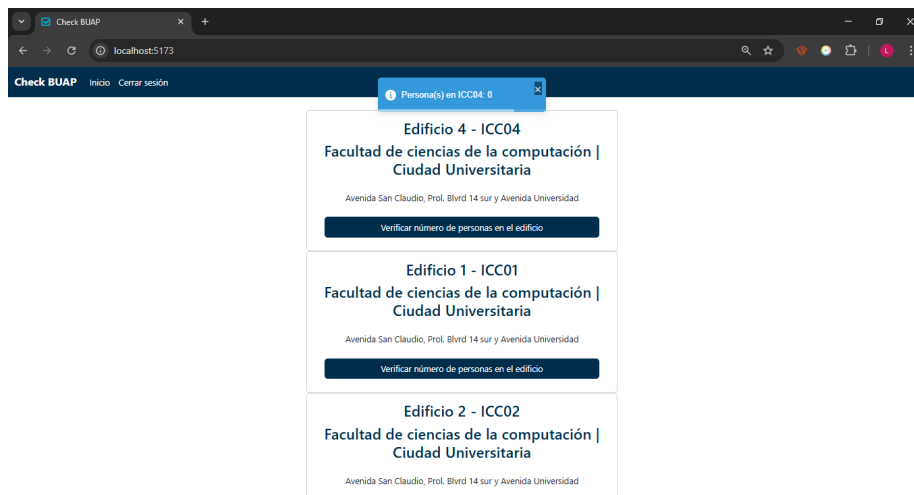 Check BUAP
localhost:5173
L
Check BUAP Inicio Cerrar sesión
Persona(s) en ICC04: 0
Edificio 4 - ICC04
Facultad de ciencias de la computación |
Ciudad Universitaria
Avenida San Claudio, Prol. Blvrd 14 sur y Avenida Universidad
Verificar número de personas en el edificio
Edificio 1 - ICC01
Facultad de ciencias de la computación |
Ciudad Universitaria
Avenida San Claudio, Prol. Blvrd 14 sur y Avenida Universidad
Verificar número de personas en el edificio
Edificio 2 - ICC02
Facultad de ciencias de la computación |
Ciudad Universitaria
Avenida San Claudio, Prol. Blvrd 14 sur y Avenida Universidad